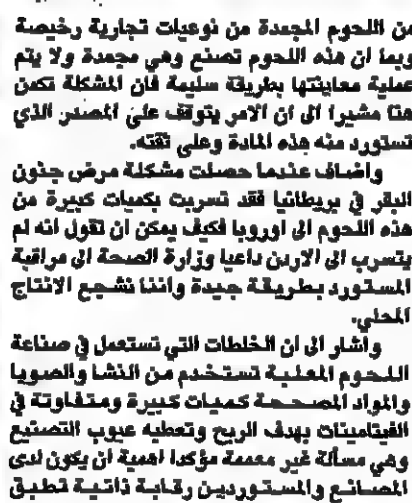 من اللحوم المجمدة من نوعيات تجارية رخيصة
وبما ان هذه اللحوم تصنع وهي مجمدة ولا يتم
عملية معاينتها بطريقة سليمة فان المشكلة تكمن
هنا مشيرا الى ان الامر يتوقف على المصدر الذي
تستورد منه هذه المادة وعلى ثقته.
واضاف عندما حصلت مشكلة مرض جنون
البقر في بريطانيا فقد تسربت بكميات كبيرة من
هذه اللحوم الى اوروبا فكيف يمكن ان تقول انه لم
يتسرب الى الاردن داعيا وزارة الصحة الى مراقبة
المستورد بطريقة جيدة واننا نشجع الانتاج
المحلي.
واشار الى ان الخلطات التي تستعمل في صناعة
اللحوم المعلبة تستخدم من النشا والصويا
والمواد المصححة كميات كبيرة ومتفاوتة في
الفيتامينات بهدف الربح وتغطية عيوب التصنيع
وهي مسألة غير معممة مؤكدا اهمية ان يكون لدى
المصانع والمستوردين رقابة ذاتية تطبق